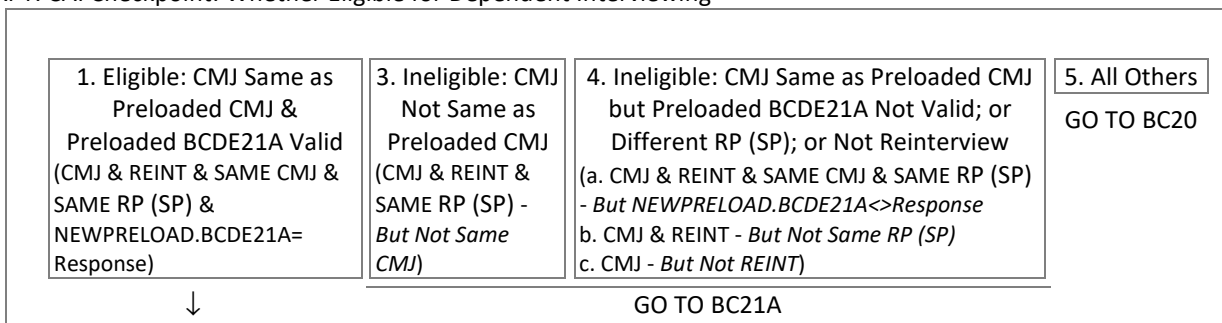 1. Eligible: CMJ Same as
Preloaded CMJ &
Preloaded BCDE21A Valid
(CMJ & REINT & SAME CMJ &
SAME RP (SP) &
NEWPRELOAD.BCDE21A=
Response)
↓
3. Ineligible: CMJ
Not Same as
Preloaded CMJ
(CMJ & REINT &
SAME RP (SP) -
But Not Same
CMJ)
4. Ineligible: CMJ Same as Preloaded CMJ
but Preloaded BCDE21A Not Valid; or
Different RP (SP); or Not Reinterview
(a. CMJ & REINT & SAME CMJ & SAME RP (SP)
- But NEWPRELOAD.BCDE21A<>Response
b. CMJ & REINT - But Not Same RP (SP)
c. CMJ - But Not REINT)
GO TO BC21A
5. All Others
GO TO BC20